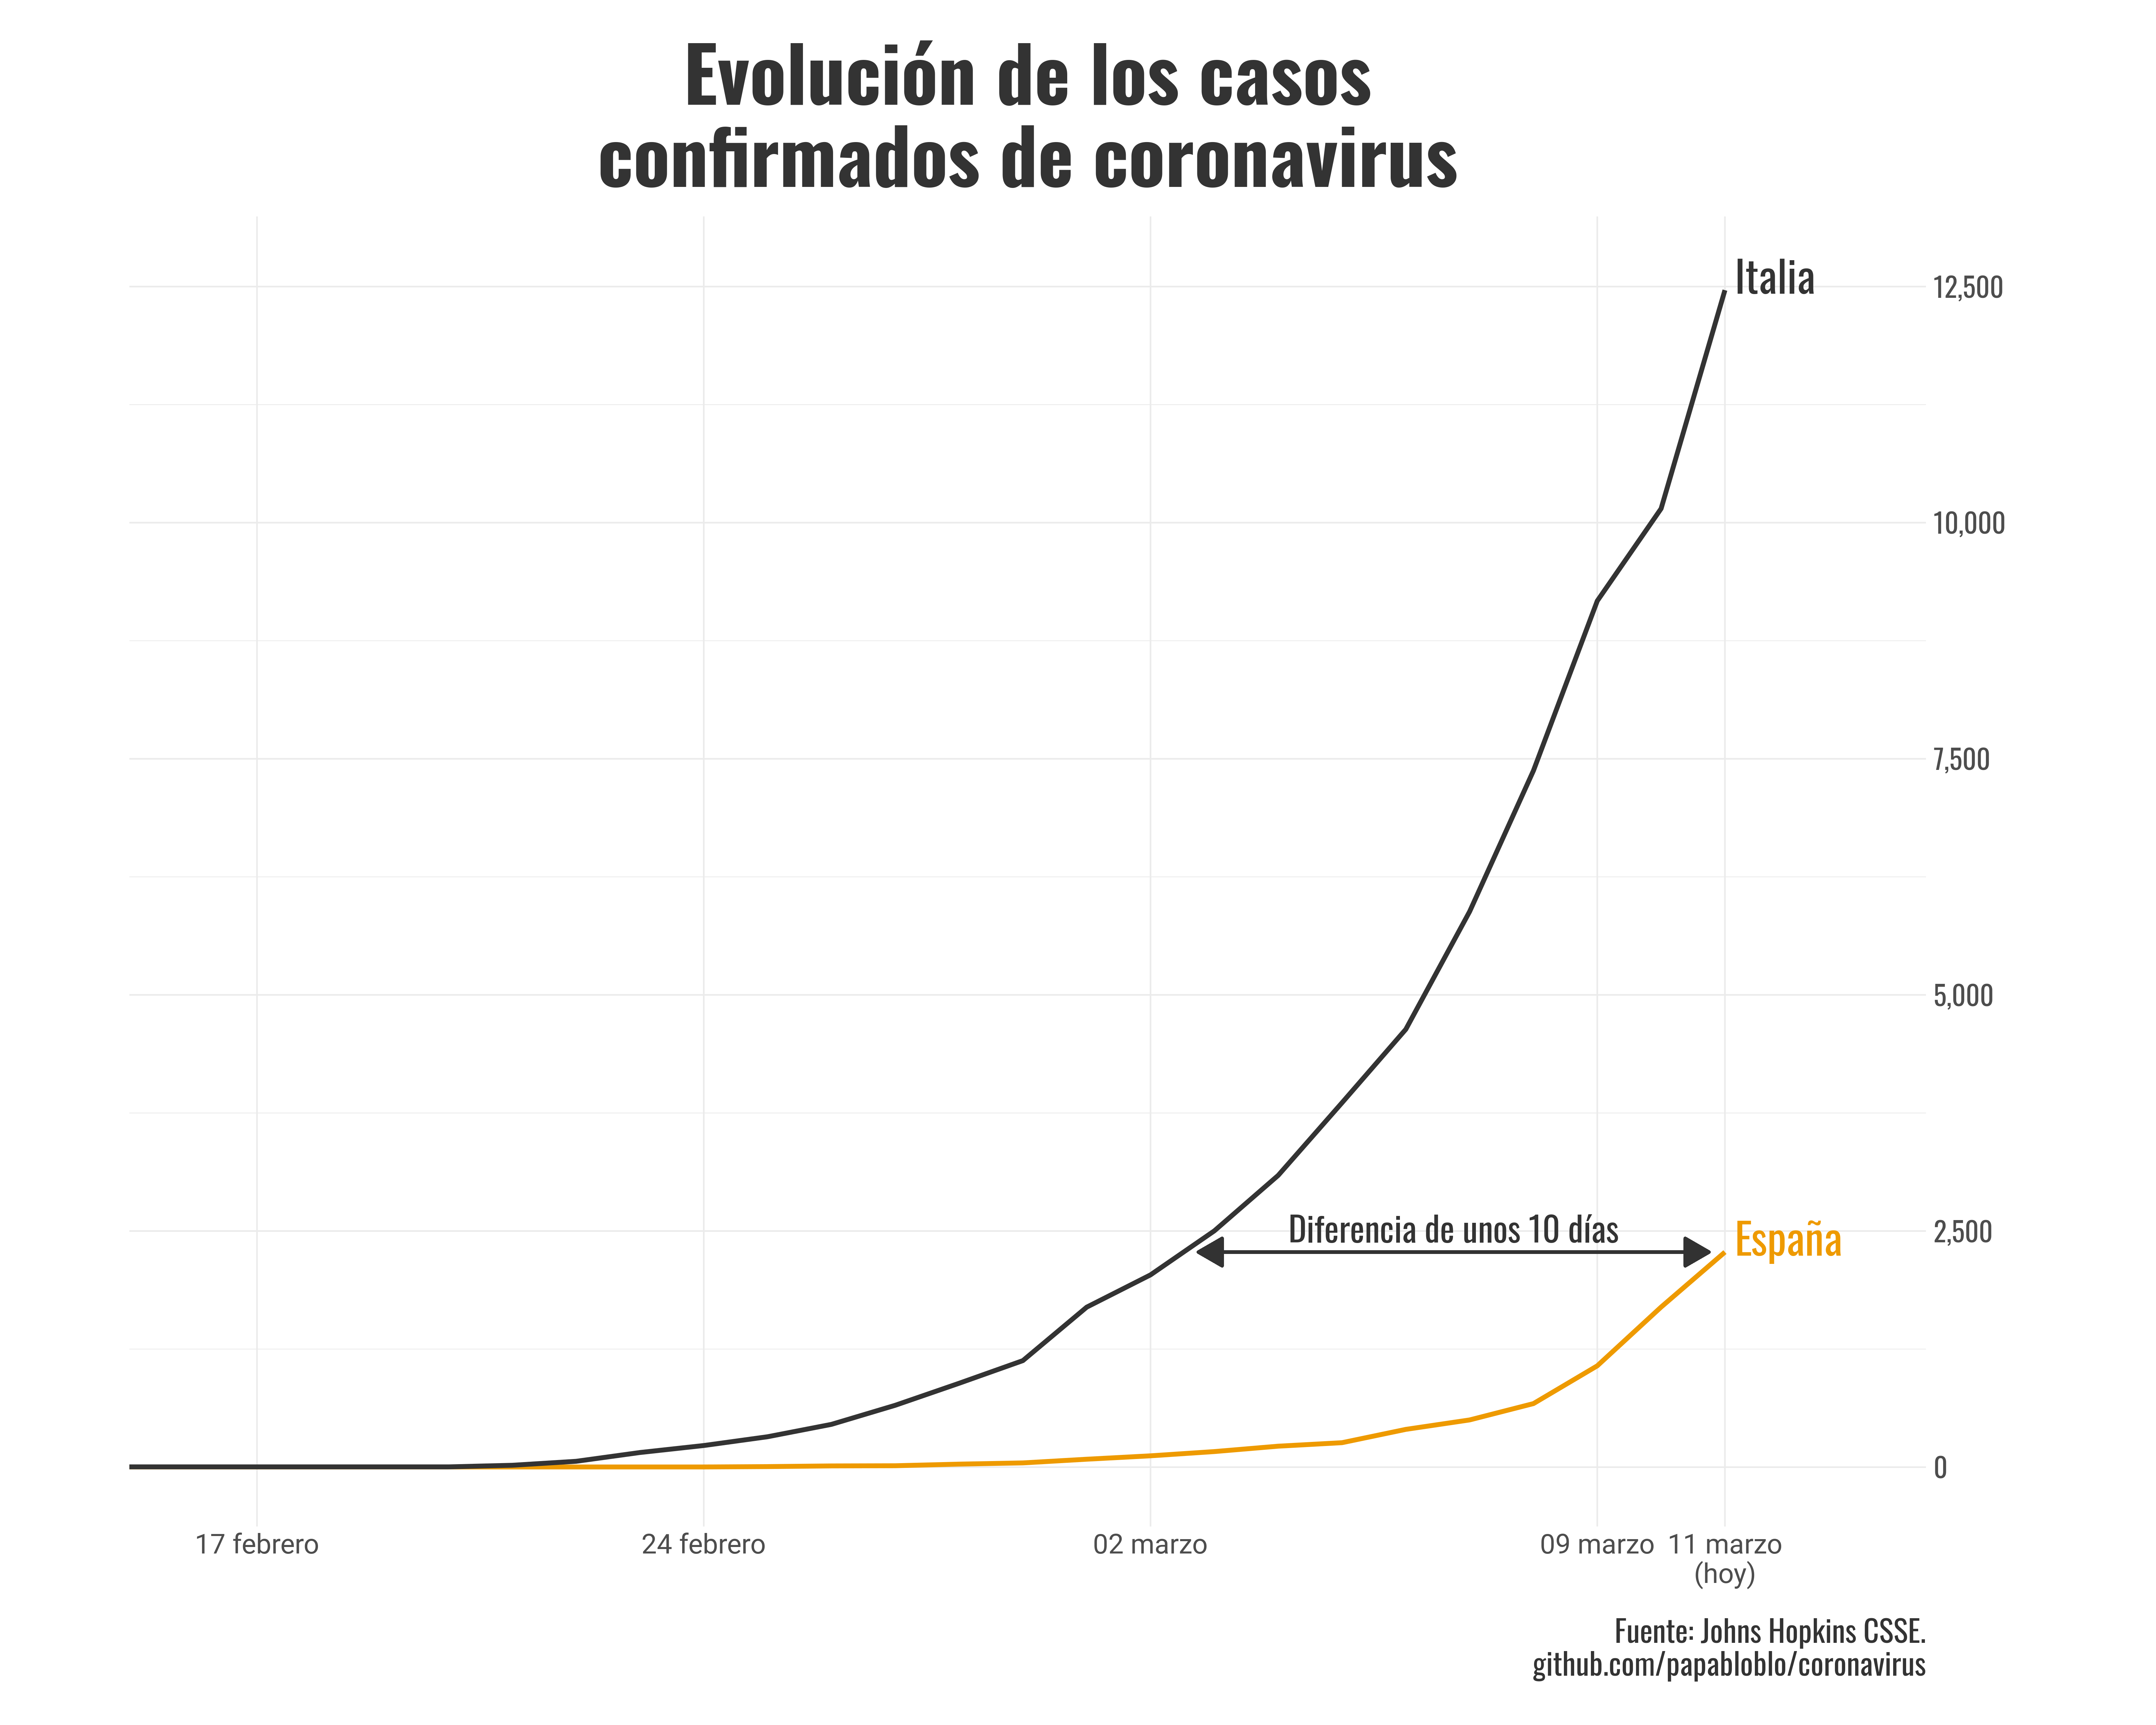 Evolución de los casos
confirmados de coronavirus
Italia
12,500
10,000
7,500
5,000
Diferencia de unos 10 días
España
2,500
0
17 febrero
24 febrero
02 marzo
09 marzo
11 marzo
(hoy)
Fuente: Johns Hopkins CSSE.
github.com/papabloblo/coronavirus